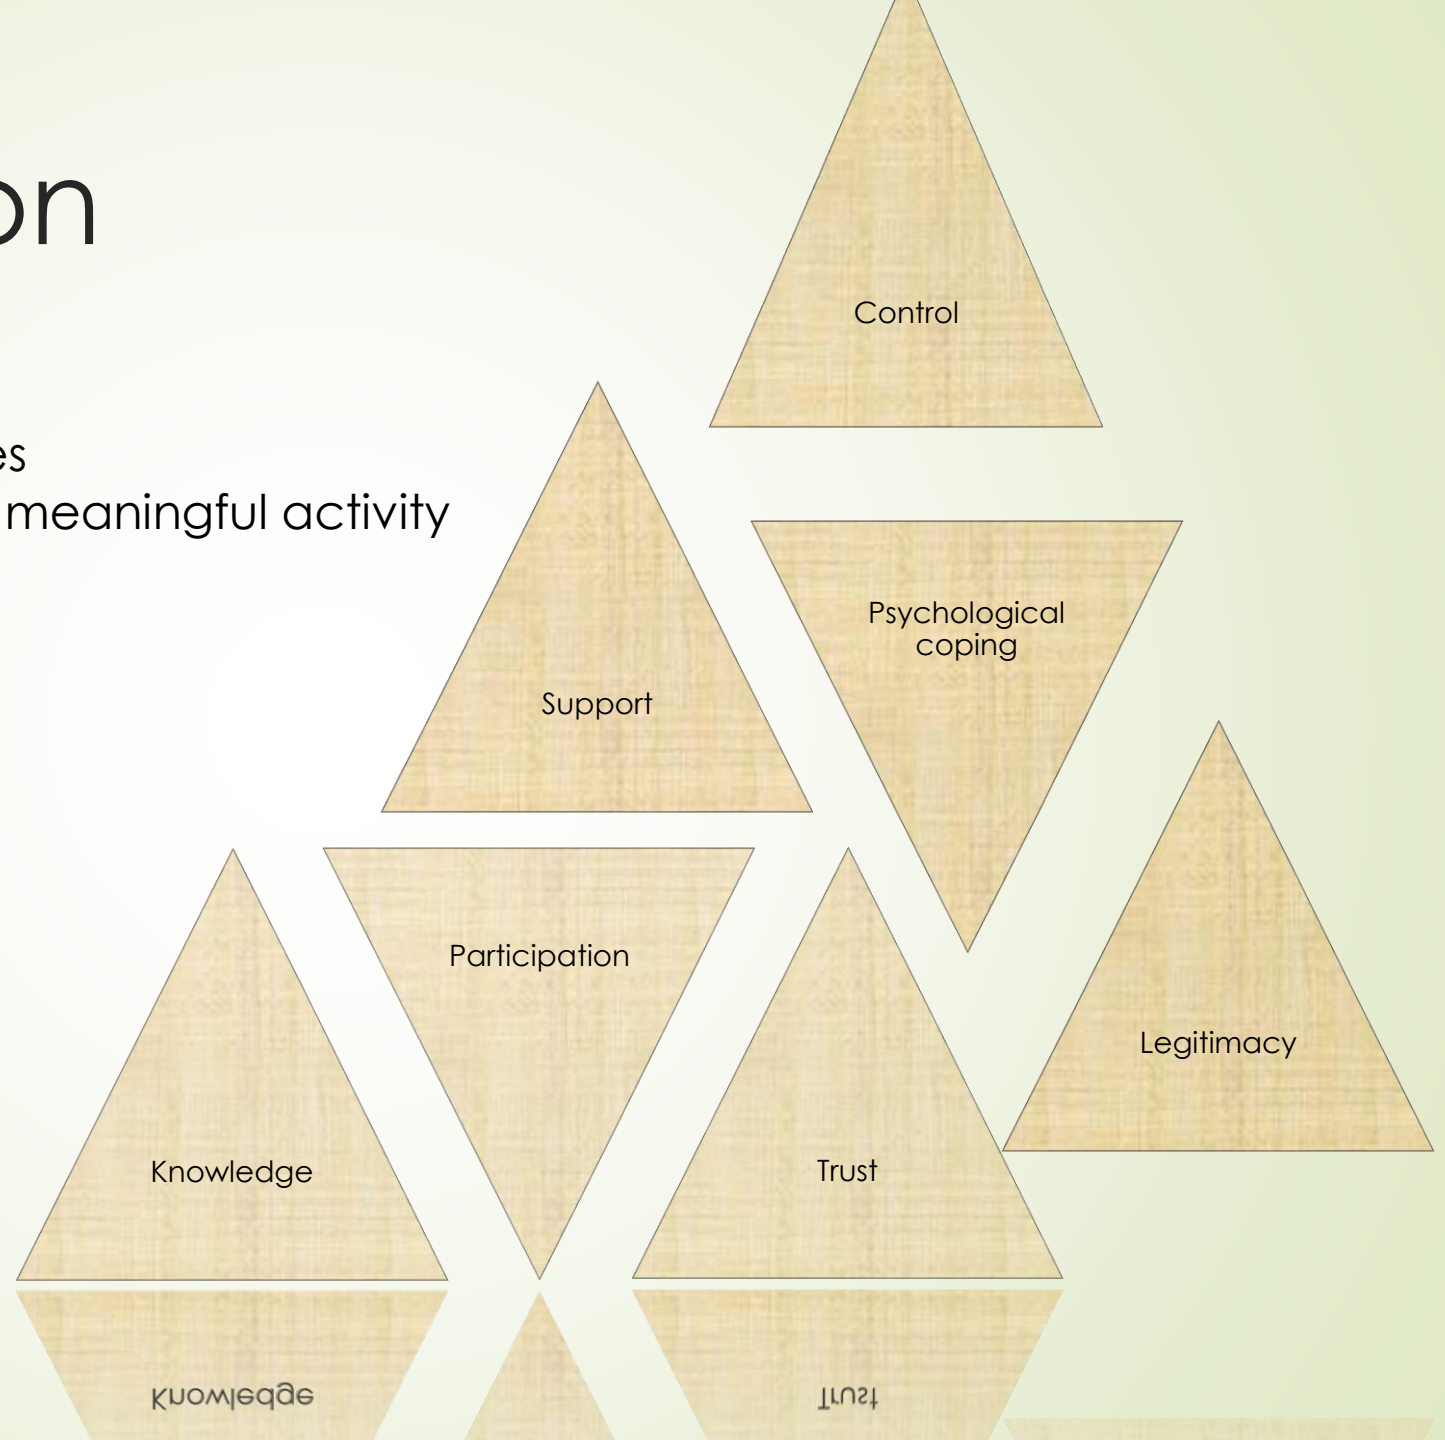 on
es
meaningful activity
Control
Psychological
coping
Support
Participation
Legitimacy
Knowledge
Trust
Knowledge
Trust